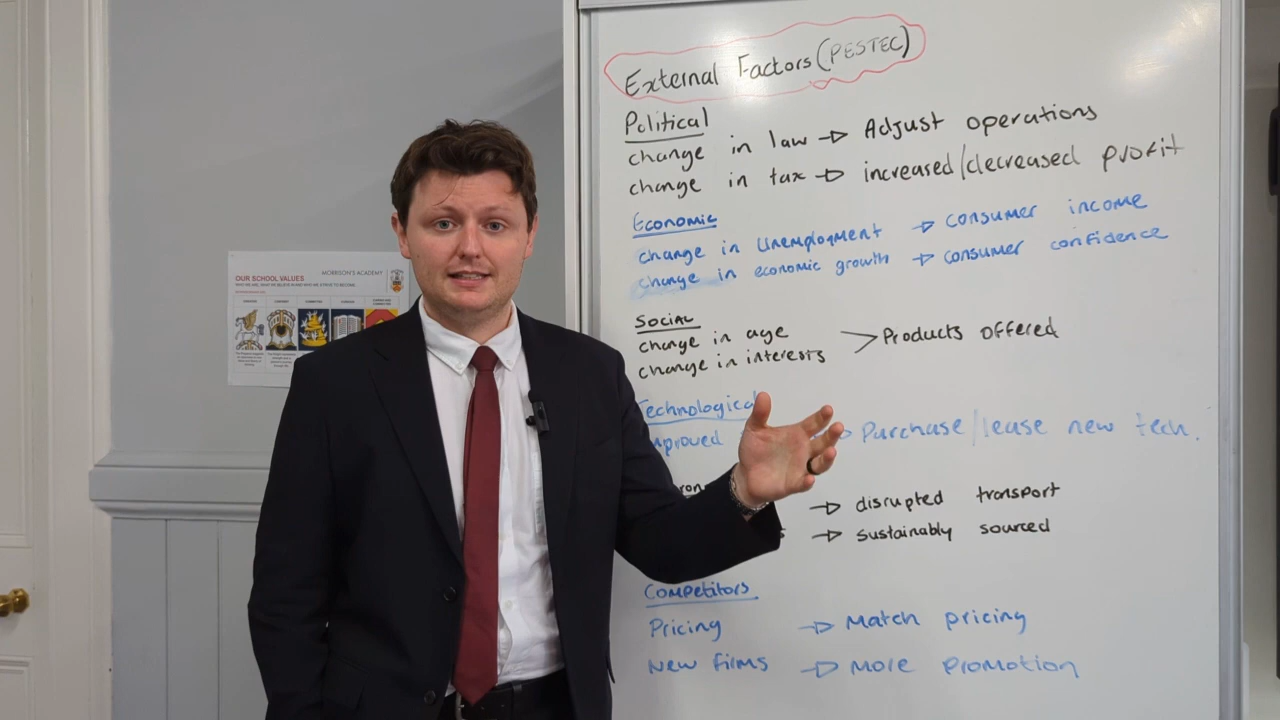 External Factors (PESTEC)
Political
change in law → Adjust operations
change in tax → increased/decreased profit
Economic
change in unemployment → consumer income
change in economic growth → consumer confidence
Social
change in age
change in interests > Products offered
Technological
improved → Purchase/lease new tech.
→ disrupted transport
→ sustainably sourced
Competitors
Pricing → Match pricing
New firms → More promotion
MORRISON'S ACADEMY
OUR SCHOOL VALUES